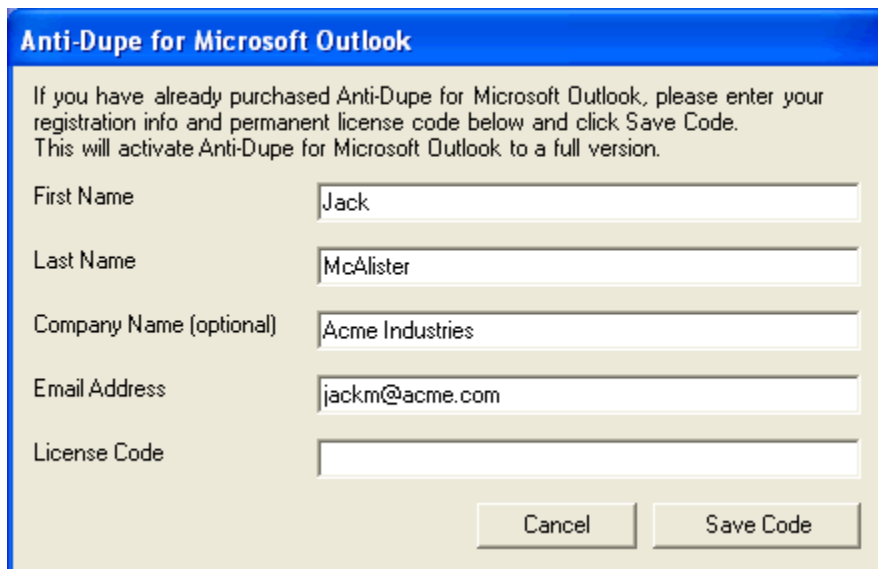 Anti-Dupe for Microsoft Outlook
If you have already purchased Anti-Dupe for Microsoft Outlook, please enter your
registration info and permanent license code below and click Save Code.
This will activate Anti-Dupe for Microsoft Outlook to a full version.
First Name Jack
Last Name McAlister
Company Name (optional) Acme Industries
Email Address jackm@acme.com
License Code
Cancel Save Code